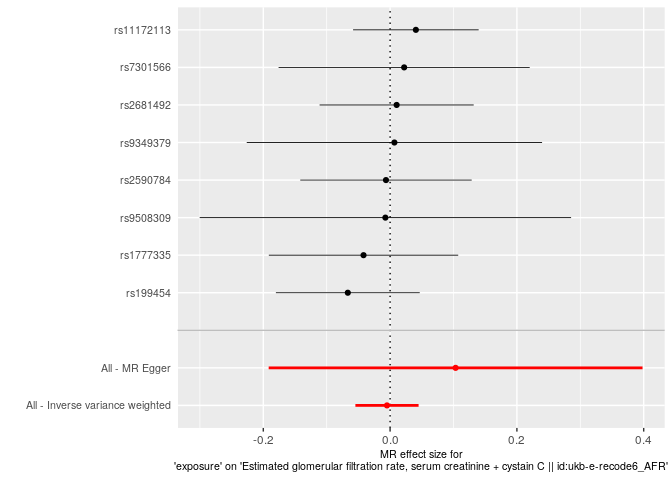 rs11172113
rs7301566
rs2681492
rs9349379
rs2590784
rs9508309
rs1777335
rs199454
All - MR Egger
All - Inverse variance weighted
-0.2 0.0 0.2 0.4
MR effect size for
'exposure' on 'Estimated glomerular filtration rate, serum creatinine + cystain C || id:ukb-e-recode6_AFR'